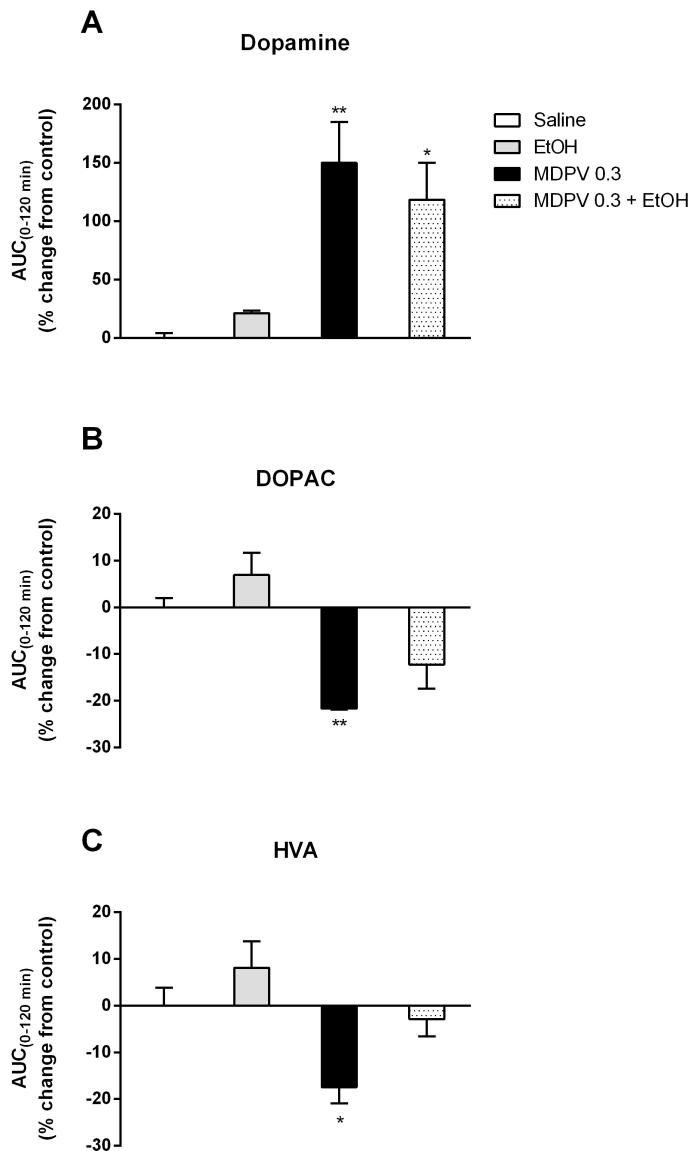 A
Dopamine
AUC(0-120 min)
(% change from control)
200
150
100
50
0
**
*
Saline
EtOH
MDPV 0.3
MDPV 0.3 + EtOH
B
DOPAC
AUC(0-120 min)
(% change from control)
20
10
0
-10
-20
-30
**
C
HVA
AUC(0-120 min)
(% change from control)
20
10
0
-10
-20
-30
*